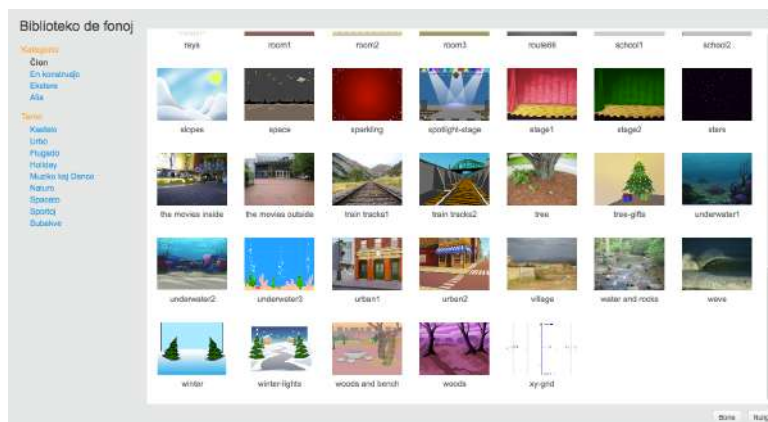 Biblioteko de fonoj
Kategorio
Ĉion
En konstruaĵo
Ekstere
Alia
Temo
Kastelo
Urbo
Flugado
Holiday
Muziko kaj Danco
Naturo
Spaceto
Sportoj
Subakve
rays room1 room2 room3 route66 school1 school2
slopes space sparkling spotlight-stage stage1 stage2 stars
the movies inside the movies outside train tracks1 train tracks2 tree tree-gifts underwater1
underwater2 underwater3 urban1 urban2 village water and rocks wave
winter winter-lights woods and bench woods xy-grid
Bone